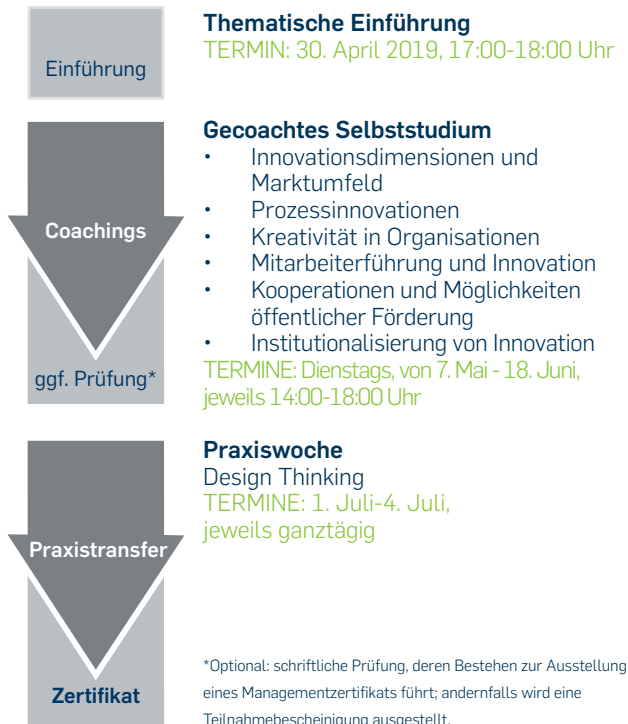 Einführung
Thematische Einführung
TERMIN: 30. April 2019, 17:00-18:00 Uhr
Coachings
ggf. Prüfung*
Gecoachtes Selbststudium
• Innovationsdimensionen und
Marktumfeld
• Prozessinnovationen
• Kreativität in Organisationen
• Mitarbeiterführung und Innovation
• Kooperationen und Möglichkeiten
öffentlicher Förderung
• Institutionalisierung von Innovation
TERMINE: Dienstags, von 7. Mai - 18. Juni,
jeweils 14:00-18:00 Uhr
Praxistransfer
Zertifikat
Praxiswoche
Design Thinking
TERMINE: 1. Juli-4. Juli,
jeweils ganztägig
*Optional: schriftliche Prüfung, deren Bestehen zur Ausstellung
eines Managementzertifikats führt; andernfalls wird eine
Teilnahmebescheinigung ausgestellt.